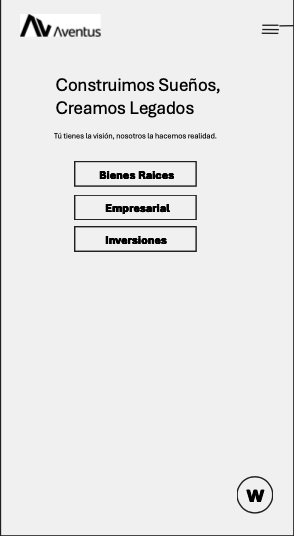 Aventus
Construimos Sueños,
Creamos Legados
Tú tienes la visión, nosotros la hacemos realidad.
Bienes Raices
Empresarial
Inversiones
W